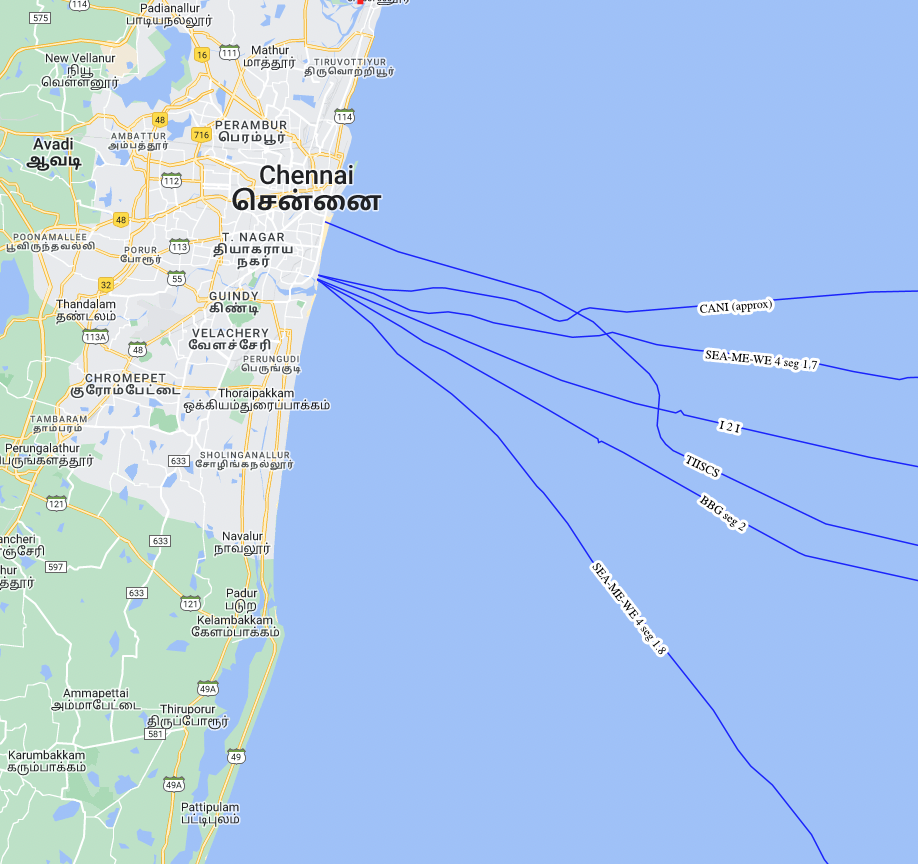 114
575
Padianallur
பாடியநல்லூர்
16
111
Mathur
மாத்தூர்
New Vellanur
நியூ
வெள்ளனூர்
TIRUVOTTIYUR
திருவொற்றியூர்
114
48
PERAMBUR
பெரம்பூர்
716
AMBATTUR
அம்பத்தூர்
Avadi
ஆவடி
112
Chennai
சென்னை
48
T. NAGAR
தியாகராய
நகர்
POONAMALLEE
பூவிருந்தவல்லி
PORUR
போரூர்
113
55
32
GUINDY
கிண்டி
Thandalam
தண்டலம்
CANI (approx)
113A
VELACHERY
வேளச்சேரி
48
SEA-ME-WE 4 seg 1.7
PERUNGUDI
பெருங்குடி
CHROMEPET
குரோம்பேட்டை
Thoraipakkam
ஒக்கியம்துரைப்பாக்கம்
TAMBARAM
தாம்பரம்
I 2 I
Perungalathur
பெருங்களத்தூர்
633
SHOLINGANALLUR
சோழிங்கநல்லூர்
TIISCS
121
BBG seg 2
633
Navalur
நாவலூர்
597
SEA-ME-WE 4 seg 1.8
633
121
Padur
படூர்
Kelambakkam
கேளம்பாக்கம்
49A
Ammapettai
அம்மாபேட்டை
Thiruporur
திருப்போரூர்
581
49
Karumbakkam
கரும்பாக்கம்
49A
Pattipulam
பட்டிபுலம்